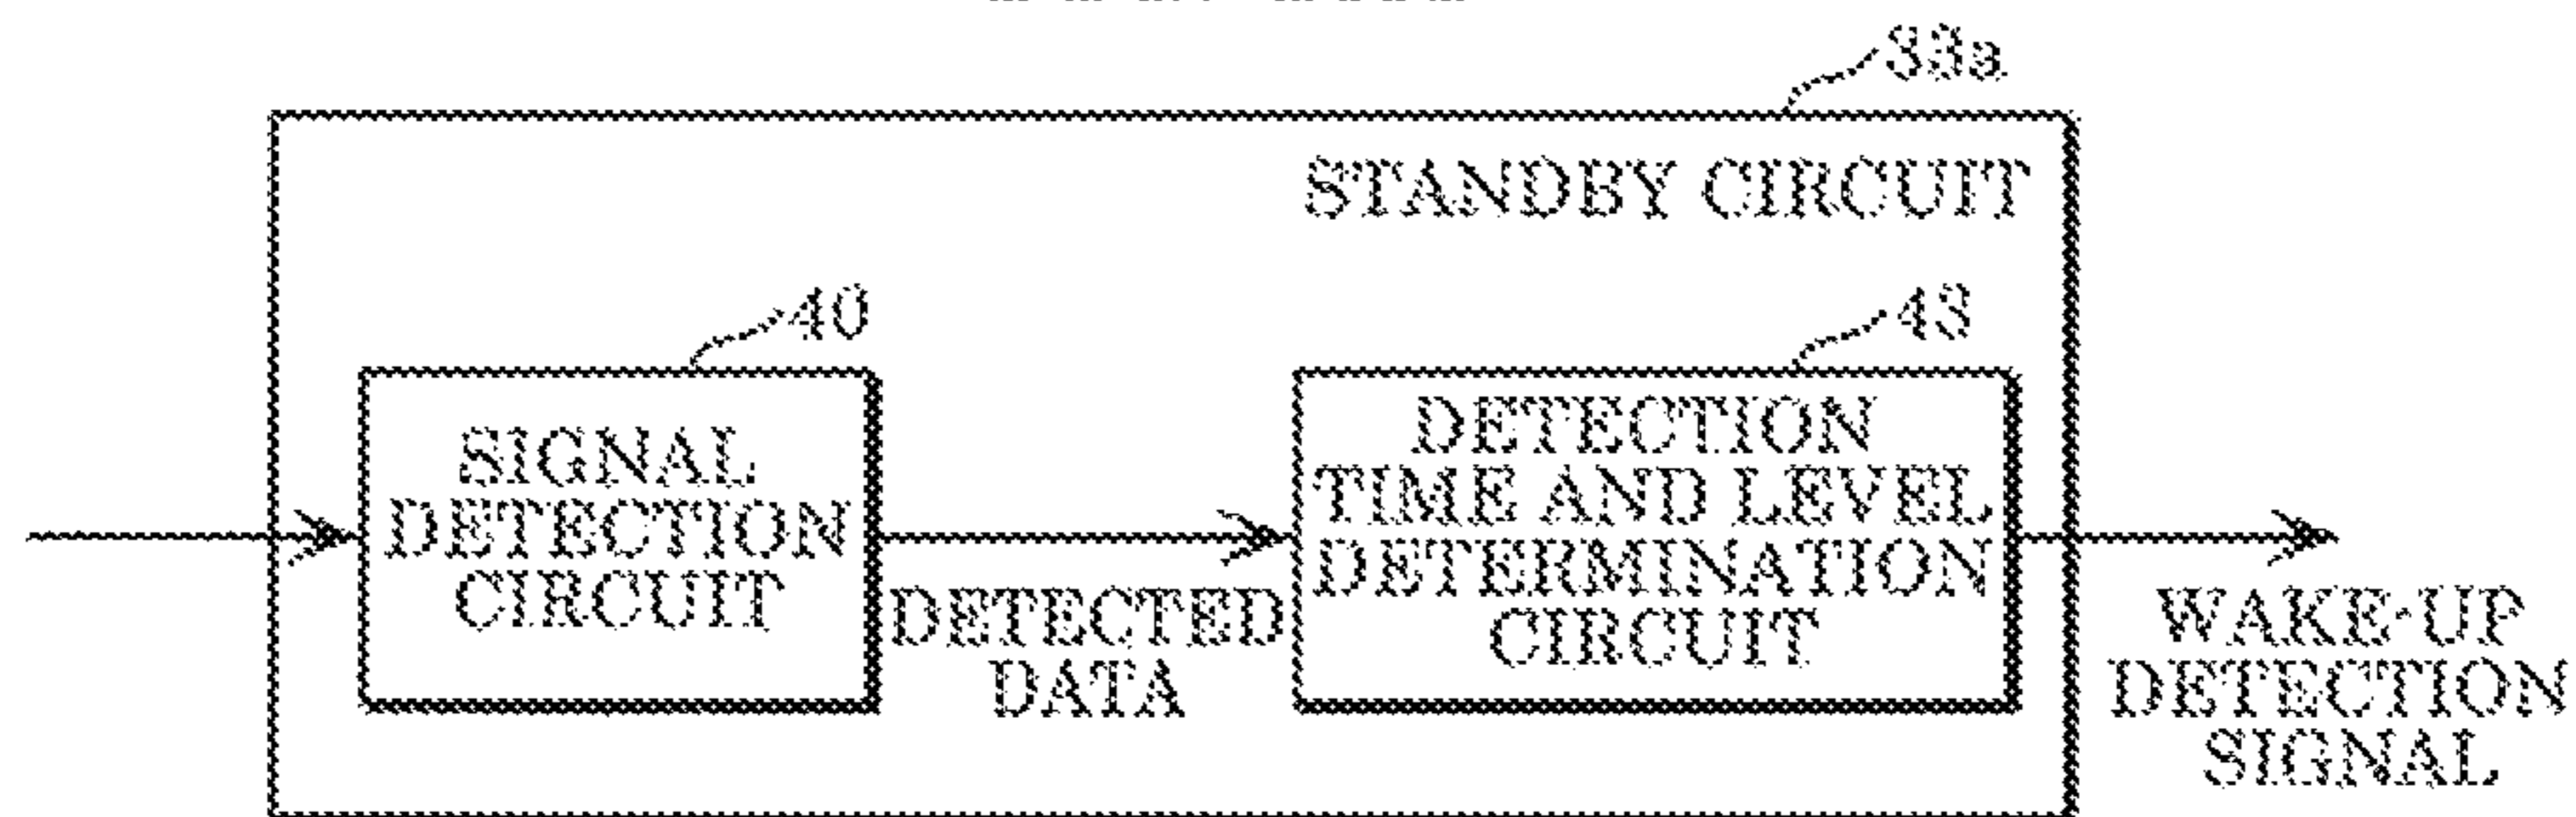 33a
STANDBY CIRCUIT
40
43
SIGNAL
DETECTION
CIRCUIT
DETECTED
DATA
DETECTION
TIME AND LEVEL
DETERMINATION
CIRCUIT
WAKE-UP
DETECTION
SIGNAL